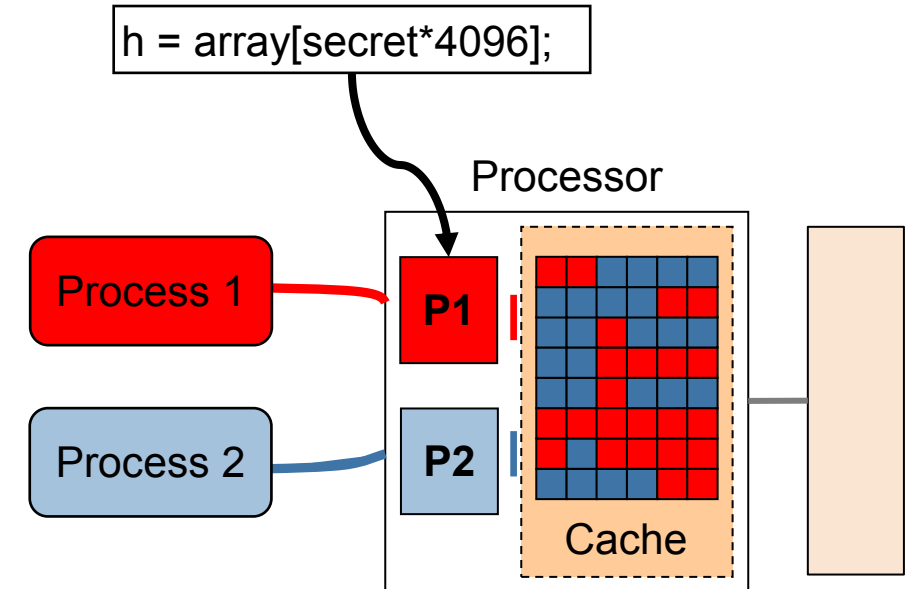 h = array[secret*4096];
Processor
Process 1
P1
Process 2
P2
Cache